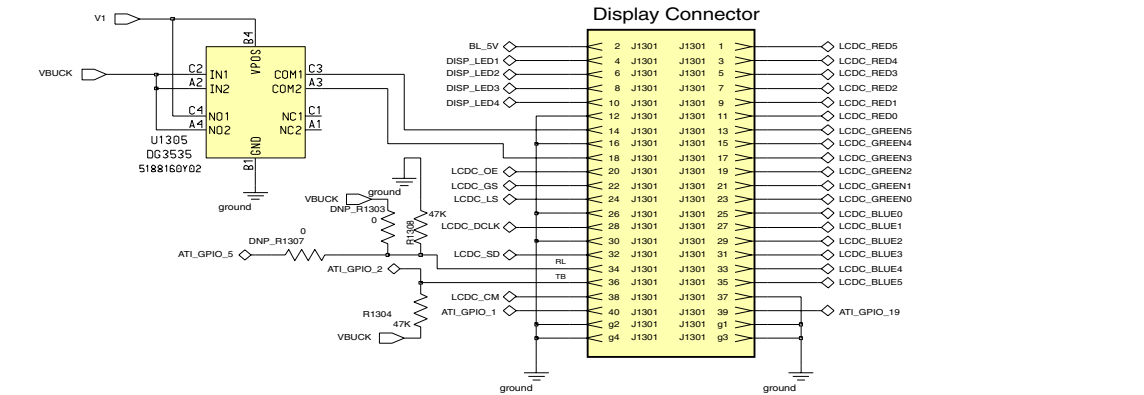 Display Connector
V1
VBUCK
B4
VPOS
C2 IN1 COM1 C3
A2 IN2 COM2 A3
C4 NO1 NC1 C1
A4 NO2 NC2 A1
B1 GND
U1305
DG3535
5188160Y02
ground
ground
VBUCK
DNP_R1303
0
47K
R1308
0
DNP_R1307
ATI_GPIO_5
ATI_GPIO_2
R1304
47K
VBUCK
RL
TB
BL_5V 2 J1301 J1301 1 LCDC_RED5
DISP_LED1 4 J1301 J1301 3 LCDC_RED4
DISP_LED2 6 J1301 J1301 5 LCDC_RED3
DISP_LED3 8 J1301 J1301 7 LCDC_RED2
DISP_LED4 10 J1301 J1301 9 LCDC_RED1
12 J1301 J1301 11 LCDC_RED0
14 J1301 J1301 13 LCDC_GREEN5
16 J1301 J1301 15 LCDC_GREEN4
18 J1301 J1301 17 LCDC_GREEN3
LCDC_OE 20 J1301 J1301 19 LCDC_GREEN2
LCDC_GS 22 J1301 J1301 21 LCDC_GREEN1
LCDC_LS 24 J1301 J1301 23 LCDC_GREEN0
26 J1301 J1301 25 LCDC_BLUE0
LCDC_DCLK 28 J1301 J1301 27 LCDC_BLUE1
30 J1301 J1301 29 LCDC_BLUE2
LCDC_SD 32 J1301 J1301 31 LCDC_BLUE3
34 J1301 J1301 33 LCDC_BLUE4
36 J1301 J1301 35 LCDC_BLUE5
LCDC_CM 38 J1301 J1301 37
ATI_GPIO_1 40 J1301 J1301 39 ATI_GPIO_19
g2 J1301 J1301 g1
g4 J1301 J1301 g3
ground
ground